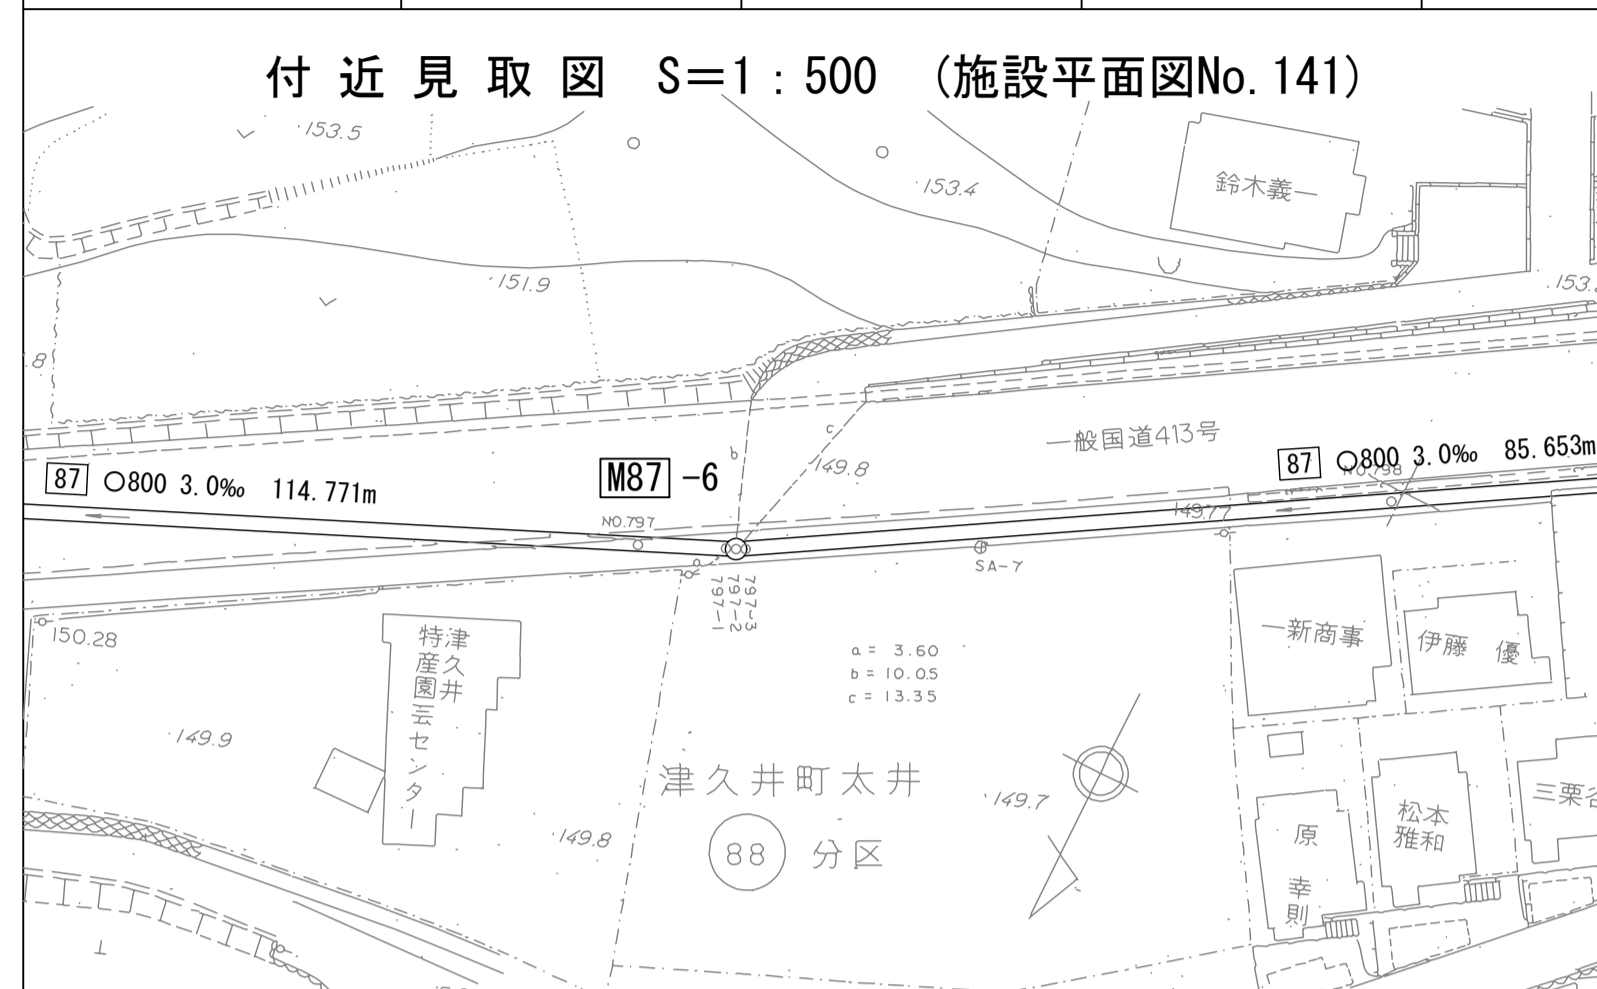 付近見取図 S＝1：500 （施設平面図No.141）
153.5
153.4
鈴木義一
151.9
153.
8
一般国道413号
b
c
149.8
87 ○800 3.0‰ 114.771m
M87 -6
87 ○800 3.0‰ 85.653m
NO.798
NO.797
149.77
SA-7
797-1
797-2
797-3
150.28
津久井
特産園芸センター
a = 3.60
b = 10.05
c = 13.35
一新商事
伊藤 優
149.9
津久井町太井
149.7
88 分区
149.8
原 幸則
松本
雅和
三栗谷